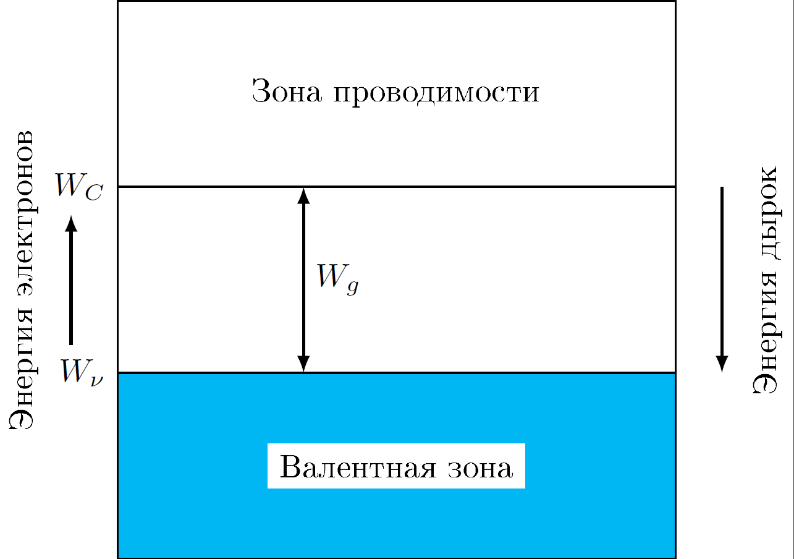 Зона проводимости
Энергия электронов
W_C
W_g
W_ν
Энергия дырок
Валентная зона